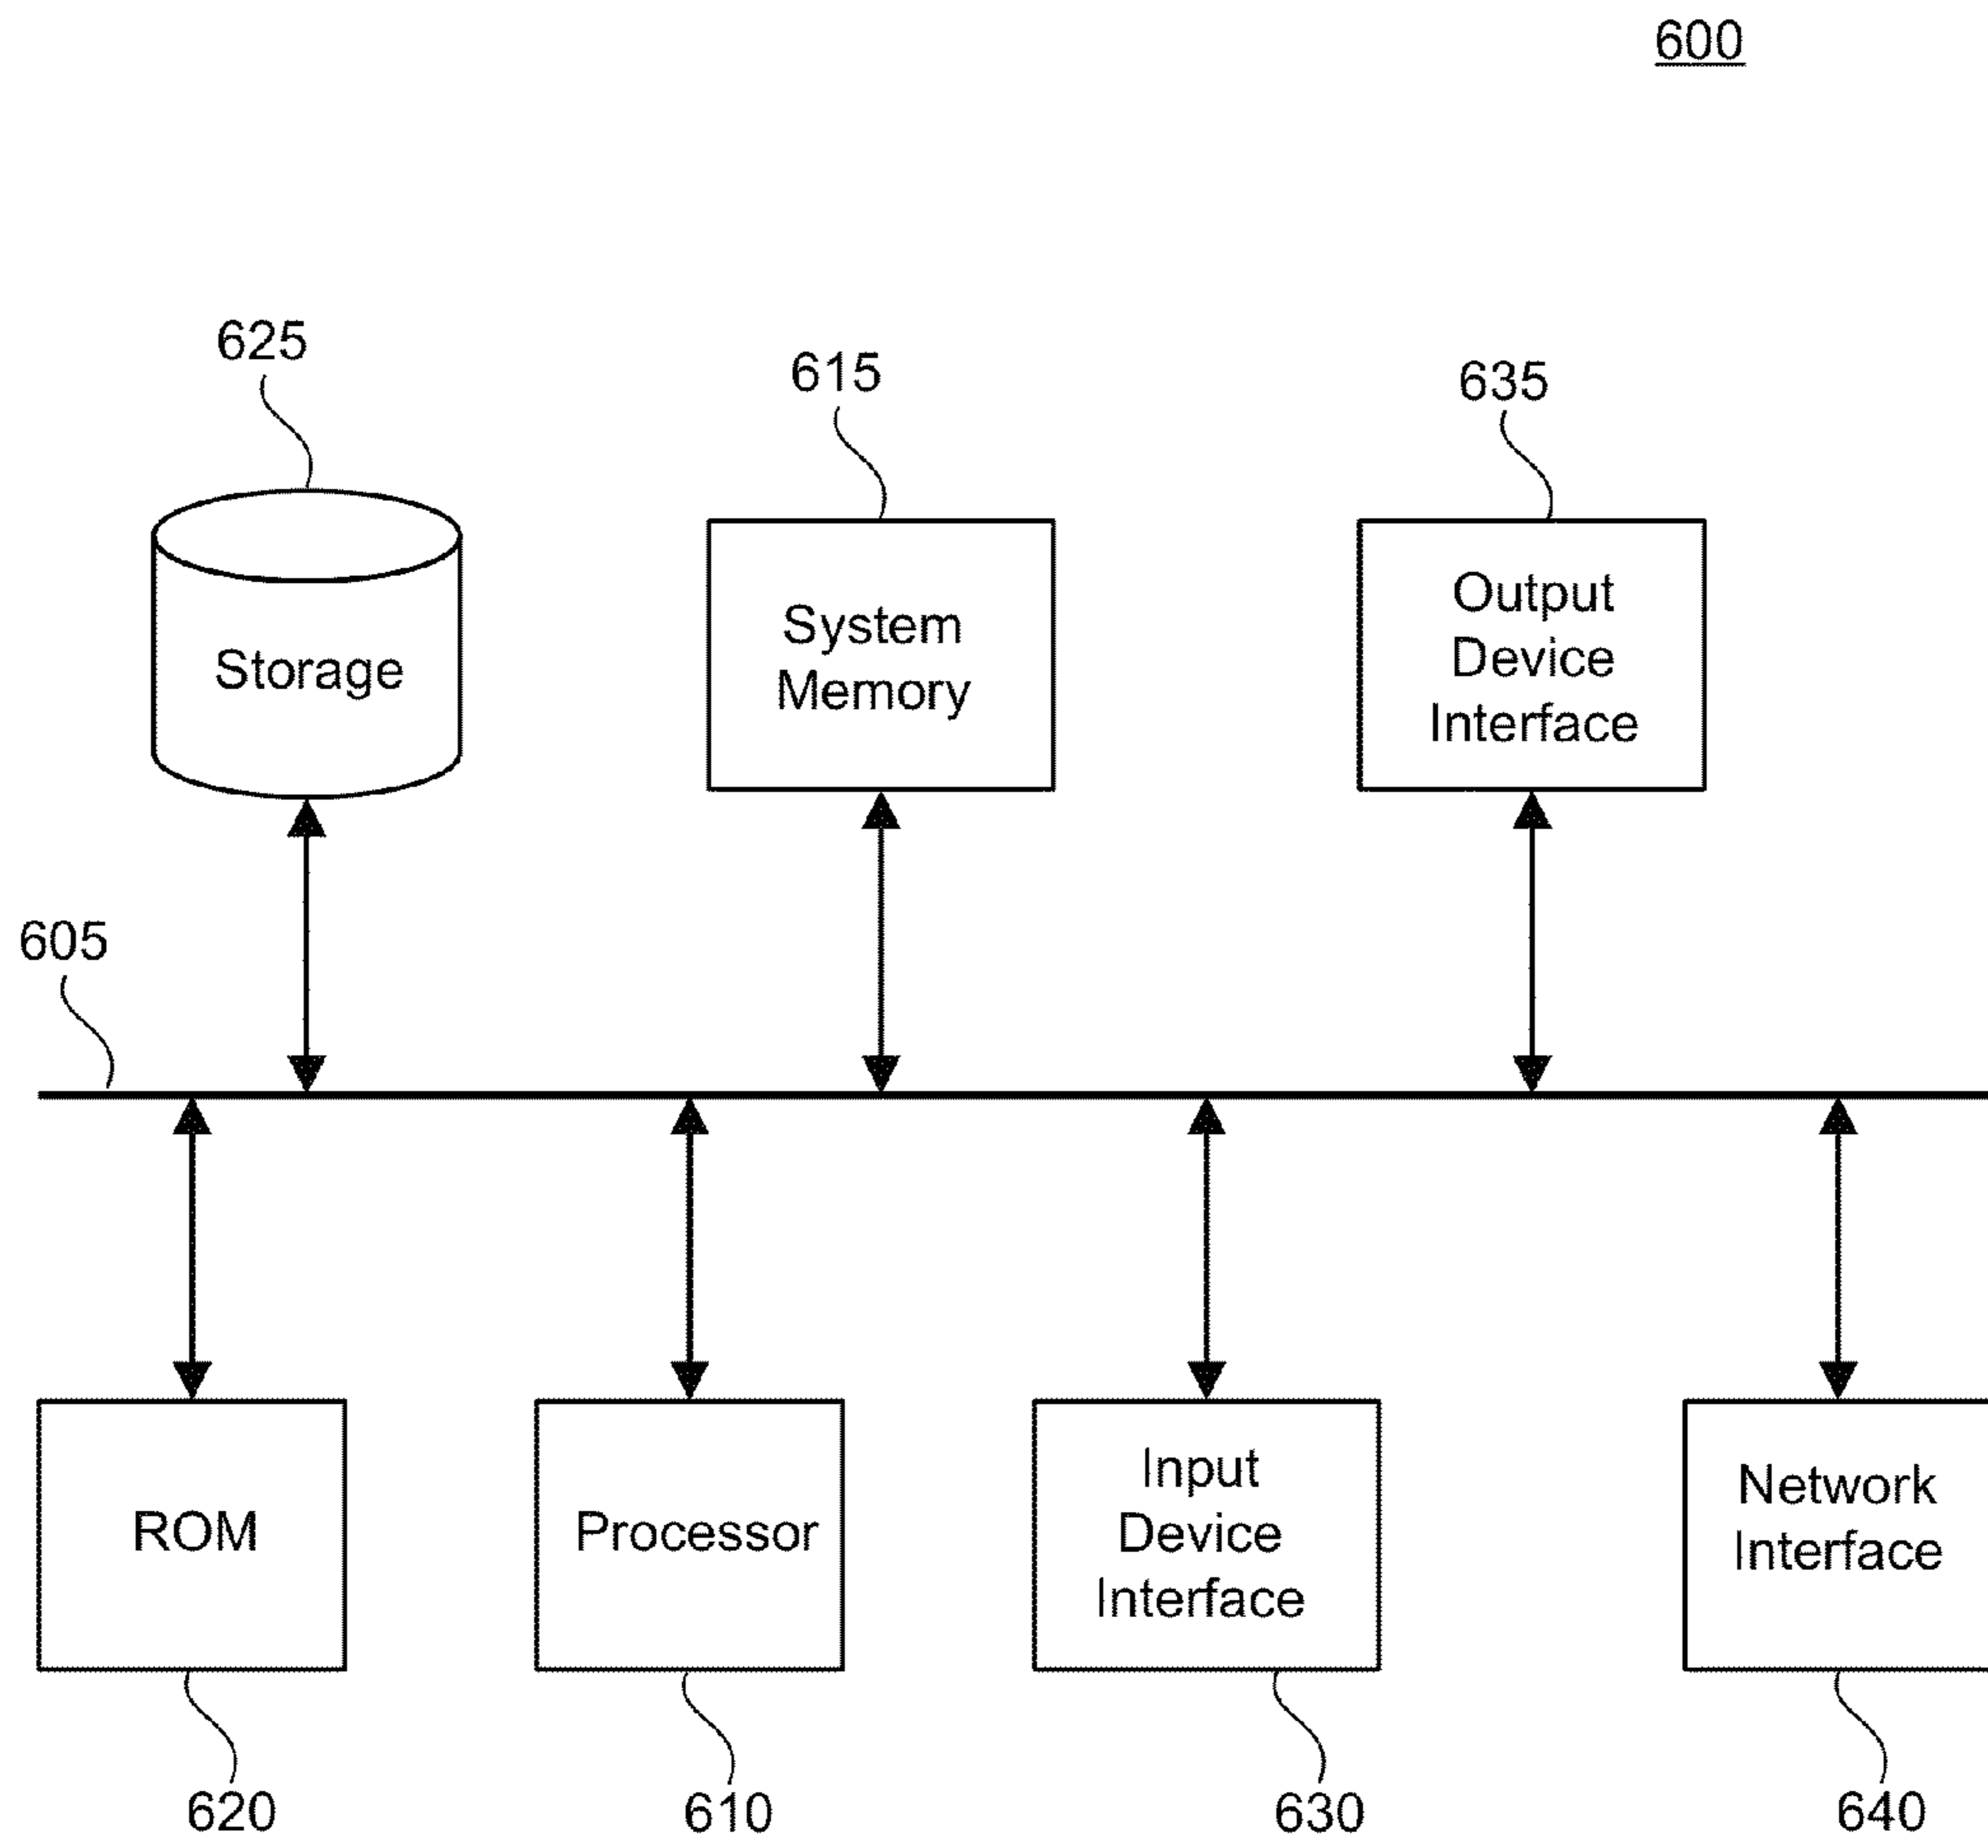 600
625
615
635
Storage
System
Memory
Output
Device
Interface
605
ROM
Processor
Input
Device
Interface
Network
Interface
620
610
630
640